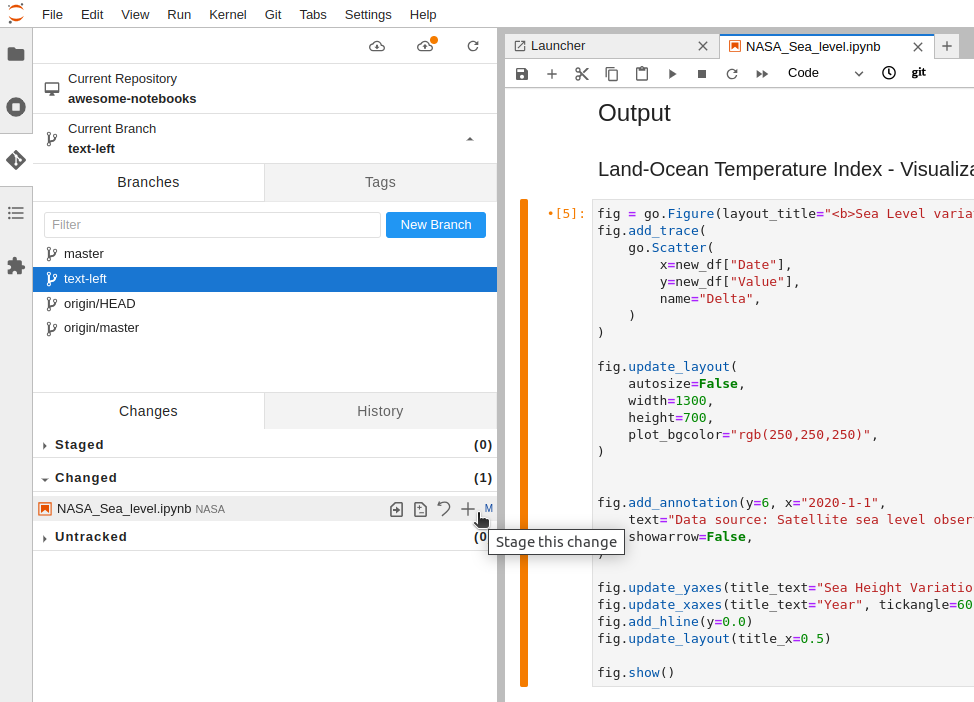 File Edit View Run Kernel Git Tabs Settings Help
Current Repository
awesome-notebooks
Current Branch
text-left
Branches Tags
Filter New Branch
master
text-left
origin/HEAD
origin/master
Changes History
Staged (0)
Changed (1)
NASA_Sea_level.ipynb NASA M
Untracked (0
Stage this change
Launcher NASA_Sea_level.ipynb
Code git
Output
Land-Ocean Temperature Index - Visualiza
•[5]:
fig = go.Figure(layout_title="<b>Sea Level varia
fig.add_trace(
go.Scatter(
x=new_df["Date"],
y=new_df["Value"],
name="Delta",
)
)
fig.update_layout(
autosize=False,
width=1300,
height=700,
plot_bgcolor="rgb(250,250,250)",
)
fig.add_annotation(y=6, x="2020-1-1",
text="Data source: Satellite sea level obser
showarrow=False,
)
fig.update_yaxes(title_text="Sea Height Variatio
fig.update_xaxes(title_text="Year", tickangle=60
fig.add_hline(y=0.0)
fig.update_layout(title_x=0.5)
fig.show()